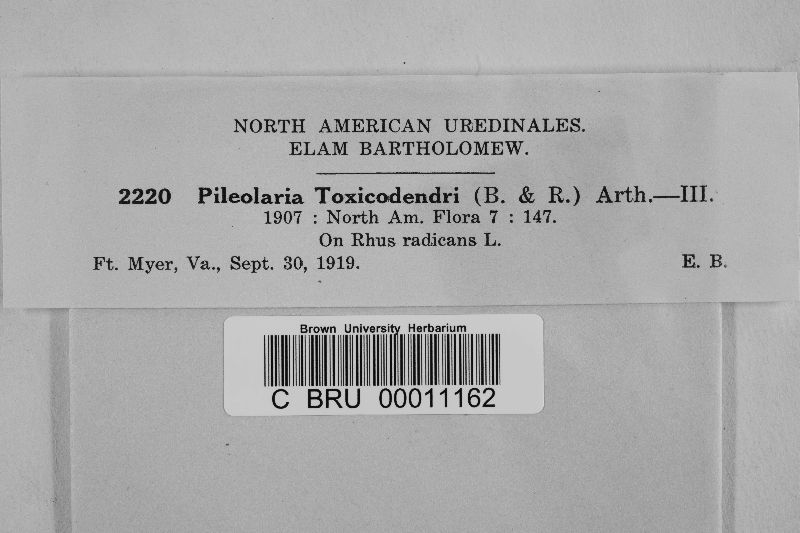 NORTH AMERICAN UREDINALES.
ELAM BARTHOLOMEW.
2220 Pileolaria Toxicodendri (B. & R.) Arth.—III.
1907 : North Am. Flora 7 : 147.
On Rhus radicans L.
Ft. Myer, Va., Sept. 30, 1919. E. B.
Brown University Herbarium
C BRU 00011162